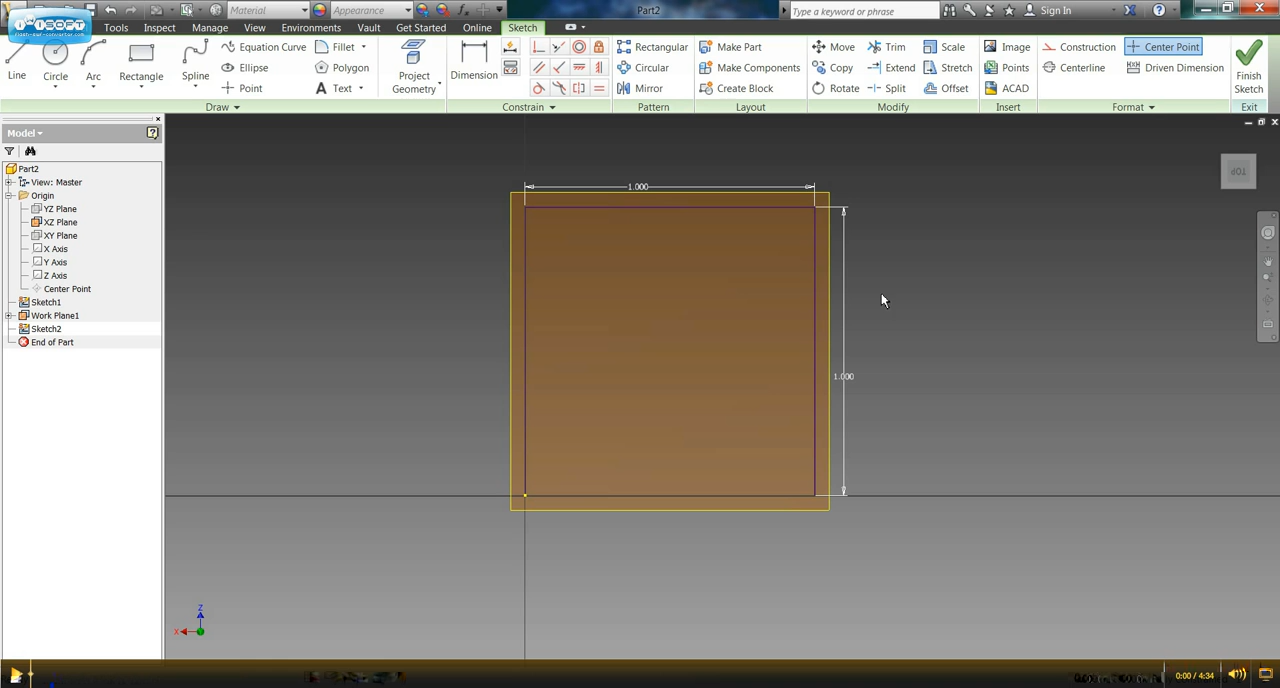 Material
Appearance
Part2
Type a keyword or phrase
Sign In
iOiSOFT
Tools Inspect Manage View Environments Get Started Vault Online Sketch
Line
Circle
Arc
Rectangle
Spline
Equation Curve
Ellipse
Point
Fillet
Polygon
Text
Project
Geometry
Dimension
Rectangular
Circular
Mirror
Make Part
Make Components
Create Block
Move
Copy
Rotate
Trim
Extend
Split
Scale
Stretch
Offset
Image
Points
ACAD
Construction
Centerline
Center Point
Driven Dimension
Finish
Sketch
Draw
Constrain
Pattern
Layout
Modify
Insert
Format
Exit
Model
Part2
View: Master
Origin
YZ Plane
XZ Plane
XY Plane
X Axis
Y Axis
Z Axis
Center Point
Sketch1
Work Plane1
Sketch2
End of Part
1.000
1.000
TOP
Z
X
0:00 / 4:34